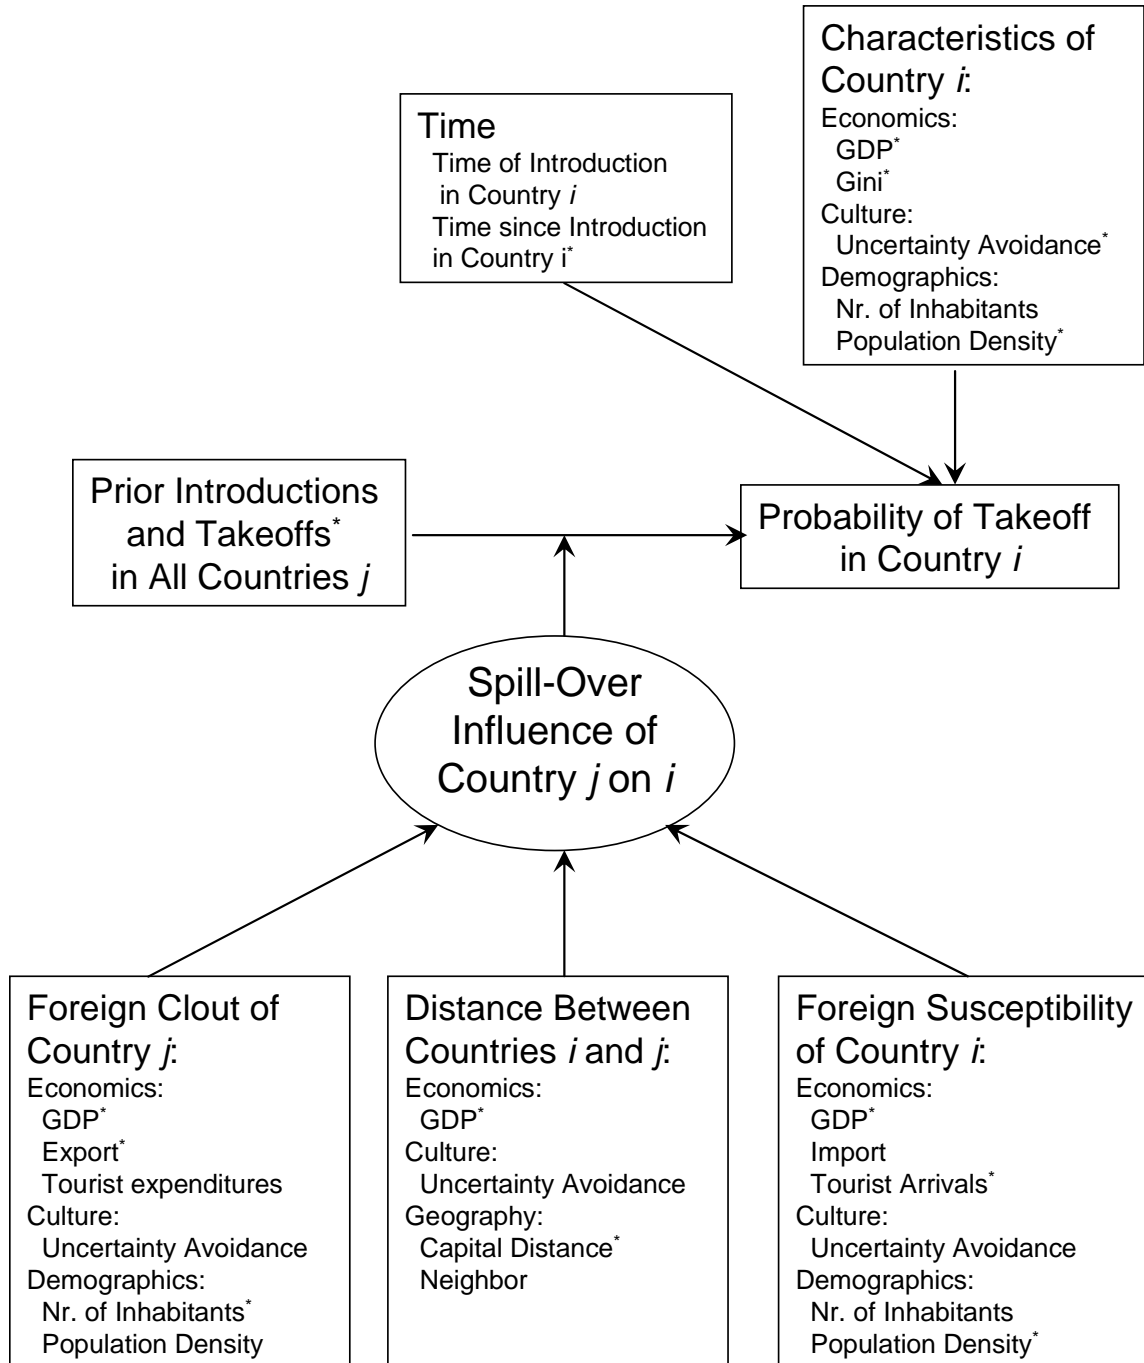 Characteristics of
Country i:
Economics:
GDP*
Gini*
Culture:
Uncertainty Avoidance*
Demographics:
Nr. of Inhabitants
Population Density*
Time
Time of Introduction
in Country i
Time since Introduction
in Country i*
Prior Introductions
and Takeoffs*
in All Countries j
Probability of Takeoff
in Country i
Spill-Over
Influence of
Country j on i
Foreign Clout of
Country j:
Economics:
GDP*
Export*
Tourist expenditures
Culture:
Uncertainty Avoidance
Demographics:
Nr. of Inhabitants*
Population Density
Distance Between
Countries i and j:
Economics:
GDP*
Culture:
Uncertainty Avoidance
Geography:
Capital Distance*
Neighbor
Foreign Susceptibility
of Country i:
Economics:
GDP*
Import
Tourist Arrivals*
Culture:
Uncertainty Avoidance
Demographics:
Nr. of Inhabitants
Population Density*